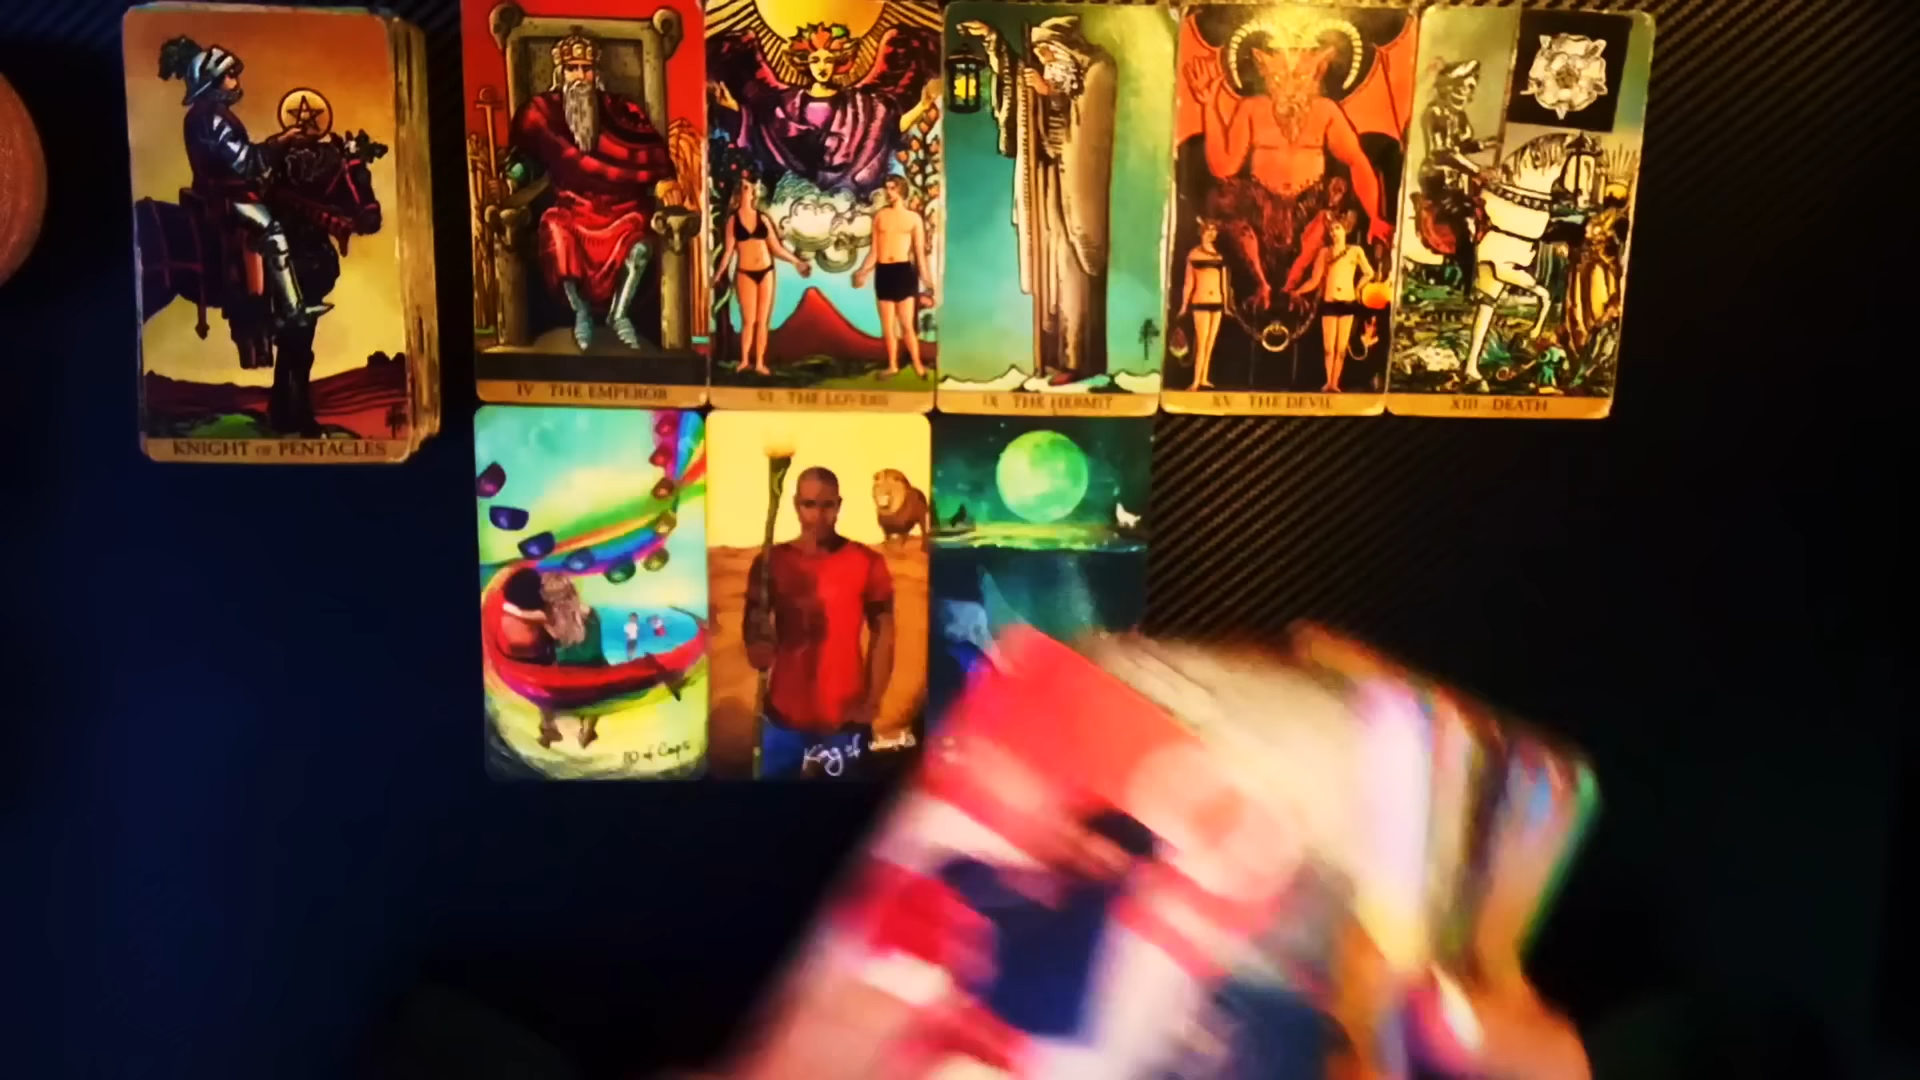 KNIGHT OF PENTACLES
IV THE EMPEROR
VI THE LOVERS
IX THE HERMIT
XV THE DEVIL
XIII DEATH
10 of Cups
King of wands